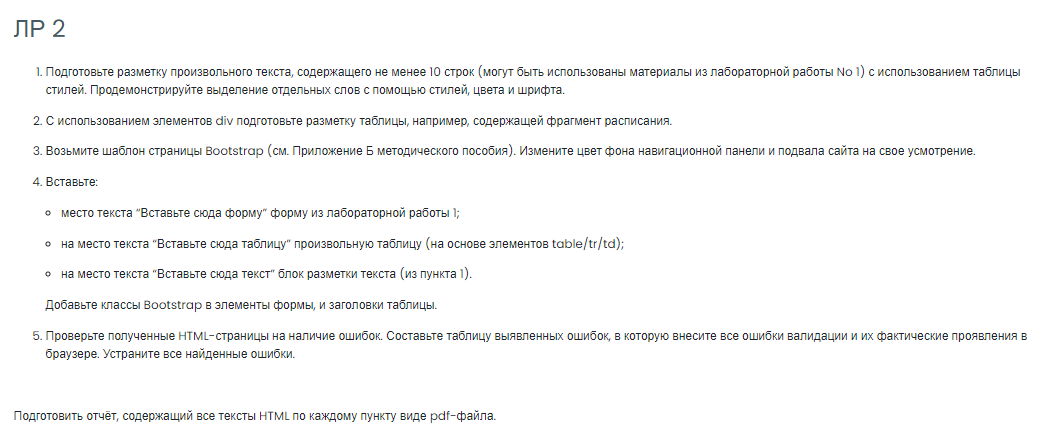 ЛР 2
1. Подготовьте разметку произвольного текста, содержащего не менее 10 строк (могут быть использованы материалы из лабораторной работы No 1) с использованием таблицы
стилей. Продемонстрируйте выделение отдельных слов с помощью стилей, цвета и шрифта.
2. С использованием элементов div подготовьте разметку таблицы, например, содержащей фрагмент расписания.
3. Возьмите шаблон страницы Bootstrap (см. Приложение Б методического пособия). Измените цвет фона навигационной панели и подвала сайта на свое усмотрение.
4. Вставьте:
место текста “Вставьте сюда форму” форму из лабораторной работы 1;
на место текста “Вставьте сюда таблицу” произвольную таблицу (на основе элементов table/tr/td);
на место текста “Вставьте сюда текст” блок разметки текста (из пункта 1).
Добавьте классы Bootstrap в элементы формы, и заголовки таблицы.
5. Проверьте полученные HTML-страницы на наличие ошибок. Составьте таблицу выявленных ошибок, в которую внесите все ошибки валидации и их фактические проявления в
браузере. Устраните все найденные ошибки.
Подготовить отчёт, содержащий все тексты HTML по каждому пункту виде pdf-файла.